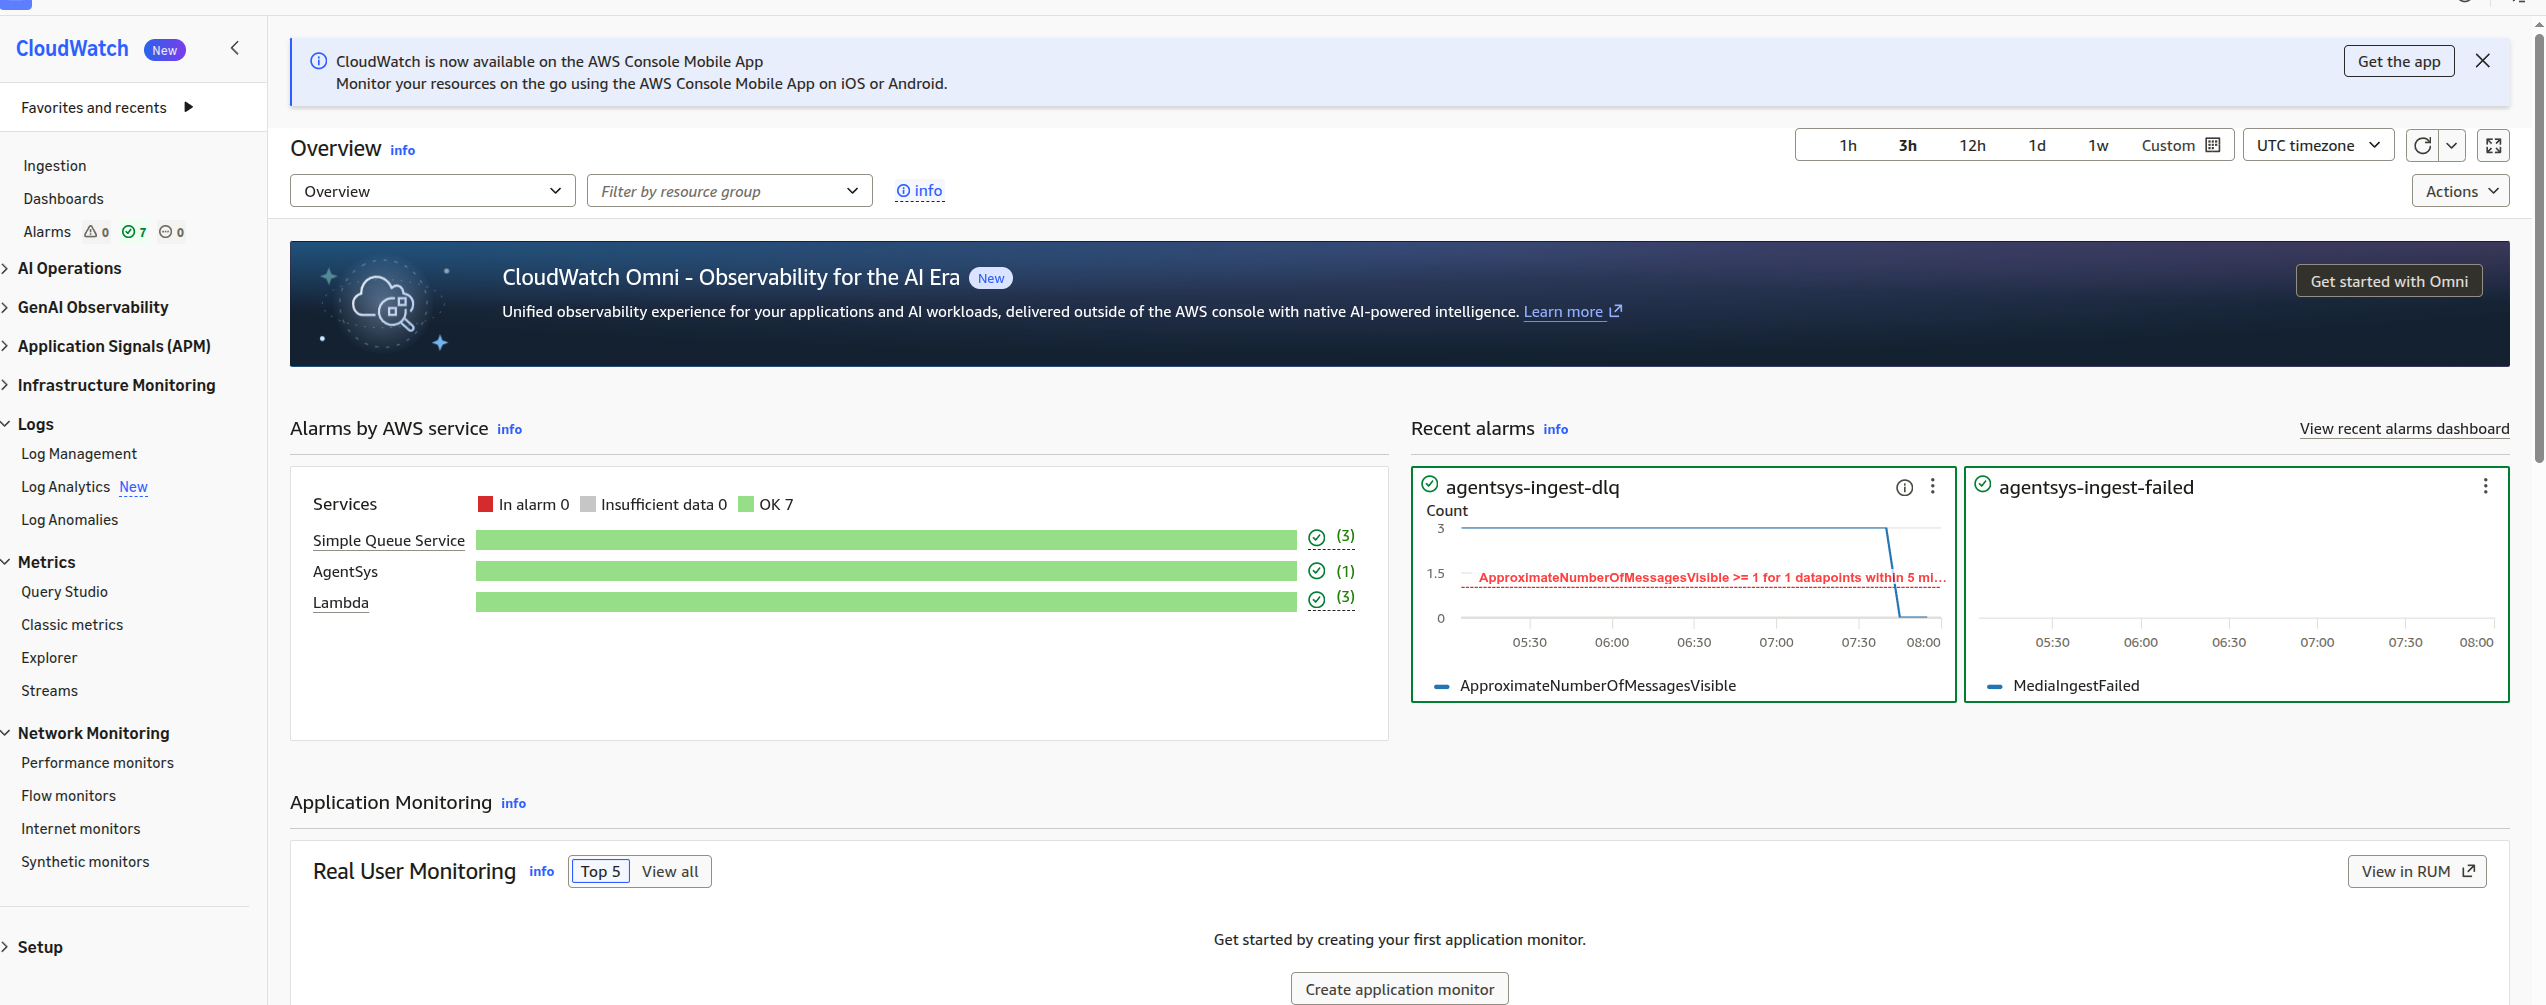 CloudWatch New
Favorites and recents
Ingestion
Dashboards
Alarms 0 7 0
AI Operations
GenAI Observability
Application Signals (APM)
Infrastructure Monitoring
Logs
Log Management
Log Analytics New
Log Anomalies
Metrics
Query Studio
Classic metrics
Explorer
Streams
Network Monitoring
Performance monitors
Flow monitors
Internet monitors
Synthetic monitors
Setup
CloudWatch is now available on the AWS Console Mobile App
Monitor your resources on the go using the AWS Console Mobile App on iOS or Android.
Get the app
Overview info
1h 3h 12h 1d 1w Custom
UTC timezone
Overview
Filter by resource group
info
Actions
CloudWatch Omni - Observability for the AI Era New
Unified observability experience for your applications and AI workloads, delivered outside of the AWS console with native AI-powered intelligence. Learn more
Get started with Omni
Alarms by AWS service info
Services In alarm 0 Insufficient data 0 OK 7
Simple Queue Service (3)
AgentSys (1)
Lambda (3)
Recent alarms info
View recent alarms dashboard
agentsys-ingest-dlq
Count
3
1.5
ApproximateNumberOfMessagesVisible >= 1 for 1 datapoints within 5 mi...
0
05:30 06:00 06:30 07:00 07:30 08:00
ApproximateNumberOfMessagesVisible
agentsys-ingest-failed
05:30 06:00 06:30 07:00 07:30 08:00
MediaIngestFailed
Application Monitoring info
Real User Monitoring info Top 5 View all
View in RUM
Get started by creating your first application monitor.
Create application monitor